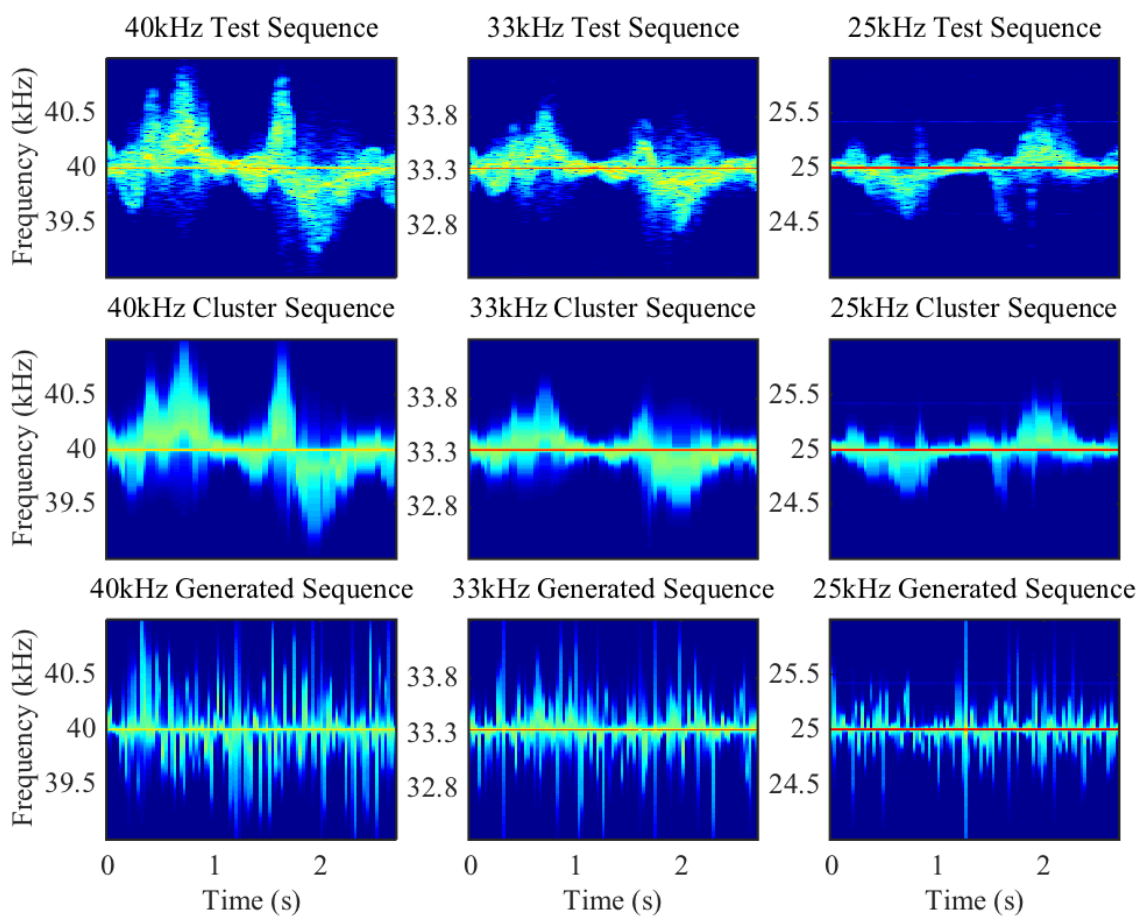 40kHz Test Sequence
33kHz Test Sequence
25kHz Test Sequence
Frequency (kHz)
40.5
40
39.5
33.8
33.3
32.8
25.5
25
24.5
40kHz Cluster Sequence
33kHz Cluster Sequence
25kHz Cluster Sequence
Frequency (kHz)
40.5
40
39.5
33.8
33.3
32.8
25.5
25
24.5
40kHz Generated Sequence
33kHz Generated Sequence
25kHz Generated Sequence
Frequency (kHz)
40.5
40
39.5
33.8
33.3
32.8
25.5
25
24.5
0 1 2
0 1 2
0 1 2
Time (s)
Time (s)
Time (s)